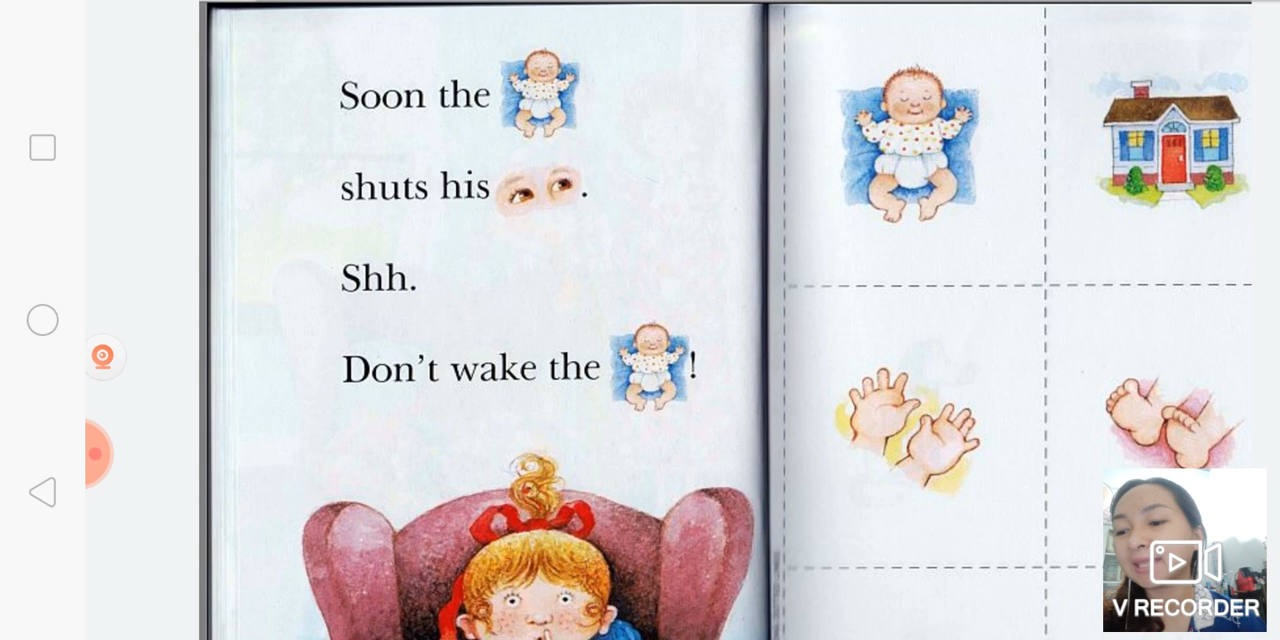 Soon the
shuts his .
Shh.
Don't wake the !
V RECORDER